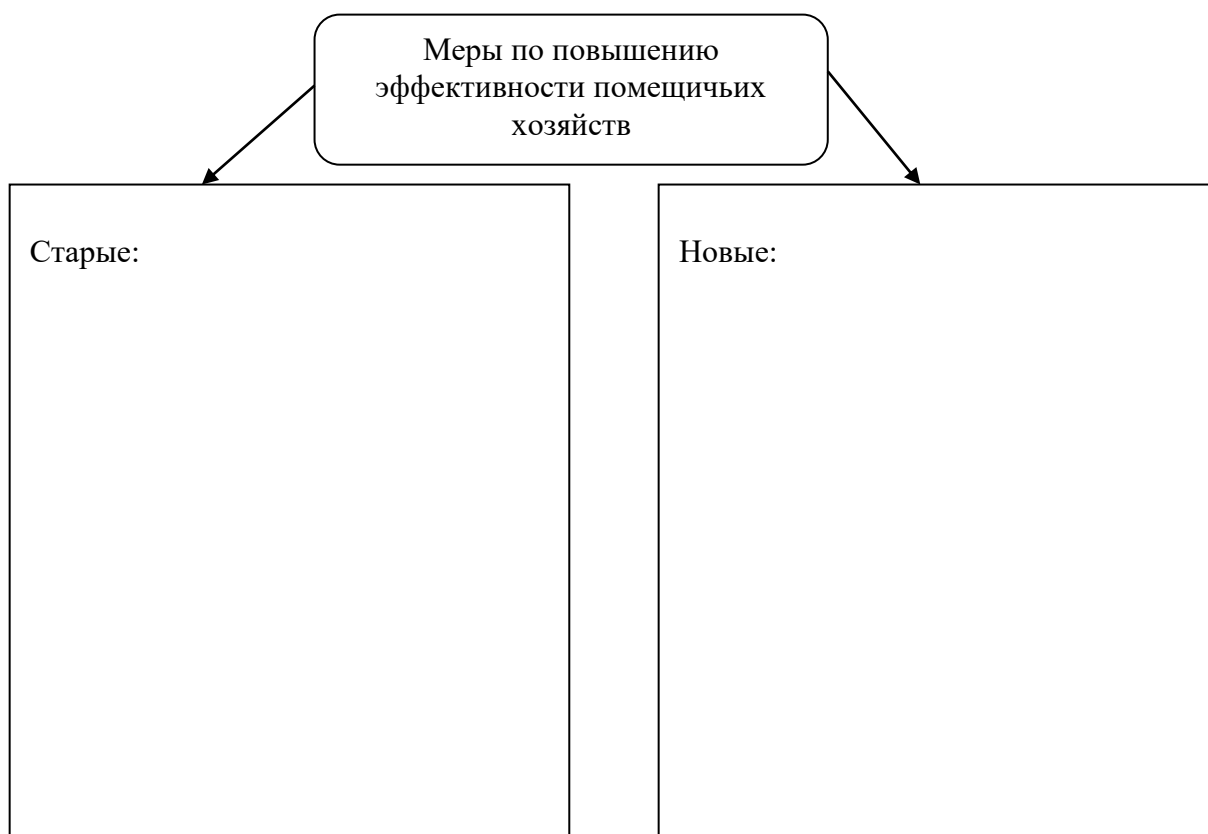 Меры по повышению
эффективности помещичьих
хозяйств
Старые:
Новые: